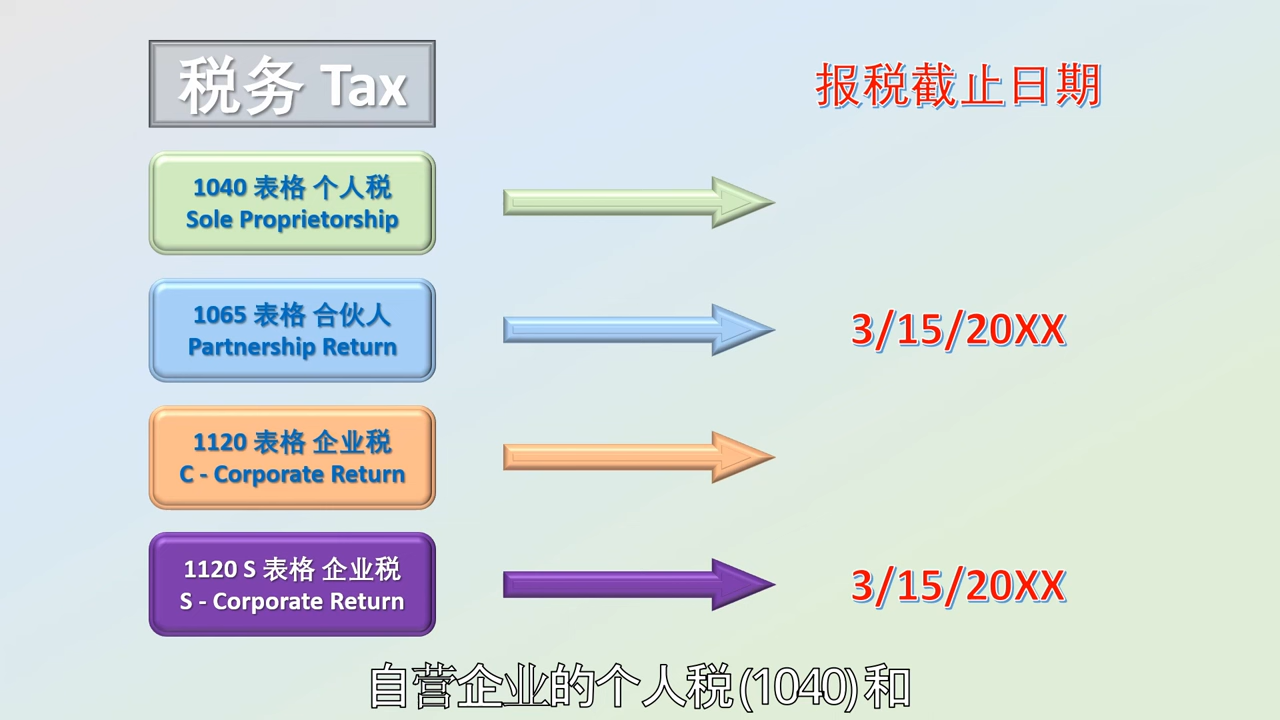 税务 Tax
报税截止日期
1040 表格 个人税
Sole Proprietorship
1065 表格 合伙人
Partnership Return
3/15/20XX
1120 表格 企业税
C - Corporate Return
1120 S 表格 企业税
S - Corporate Return
3/15/20XX
自营企业的个人税(1040)和